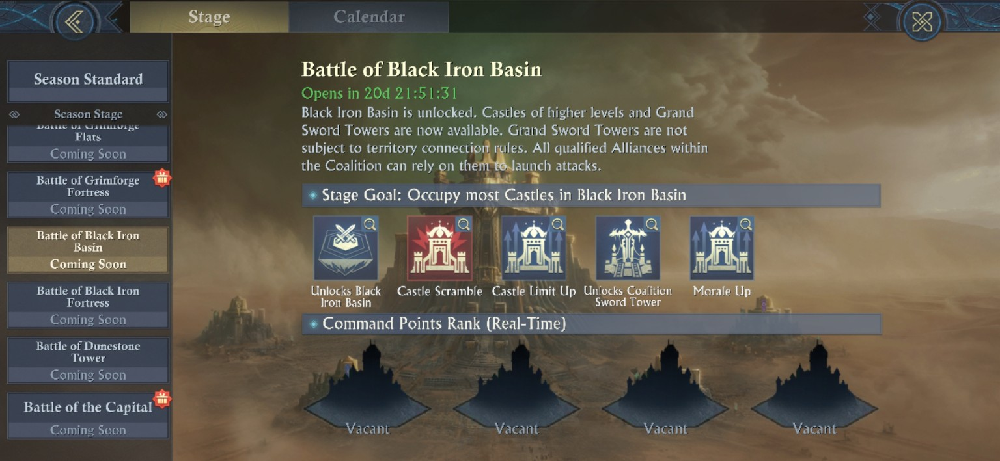 Stage
Calendar
Season Standard
Season Stage
Battle of Grimforge
Flats
Coming Soon
Battle of Grimforge
Fortress
Coming Soon
Battle of Black Iron
Basin
Coming Soon
Battle of Black Iron
Fortress
Coming Soon
Battle of Dunestone
Tower
Coming Soon
Battle of the Capital
Coming Soon
Battle of Black Iron Basin
Opens in 20d 21:51:31
Black Iron Basin is unlocked. Castles of higher levels and Grand
Sword Towers are now available. Grand Sword Towers are not
subject to territory connection rules. All qualified Alliances within
the Coalition can rely on them to launch attacks.
Stage Goal: Occupy most Castles in Black Iron Basin
Unlocks Black
Iron Basin
Castle Scramble
Castle Limit Up
Unlocks Coalition
Sword Tower
Morale Up
Command Points Rank (Real-Time)
Vacant
Vacant
Vacant
Vacant